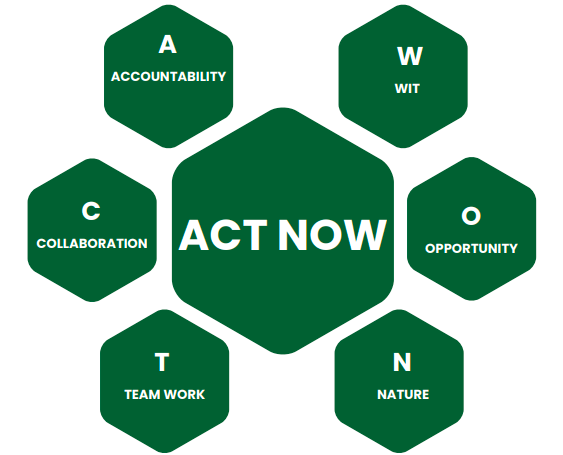 A
ACCOUNTABILITY
W
WIT
C
COLLABORATION
ACT NOW
O
OPPORTUNITY
T
TEAM WORK
N
NATURE